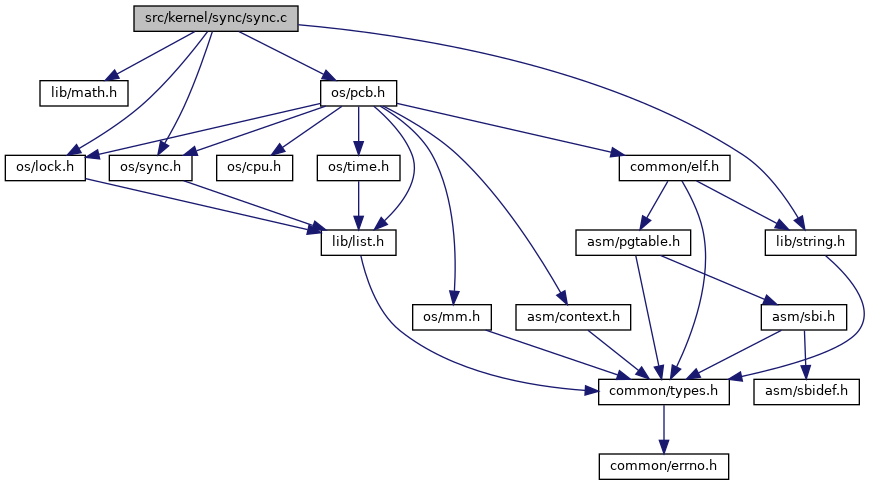 src/kernel/sync/sync.c
lib/math.h
os/pcb.h
os/lock.h
os/sync.h
os/cpu.h
os/time.h
common/elf.h
lib/list.h
asm/pgtable.h
lib/string.h
os/mm.h
asm/context.h
asm/sbi.h
common/types.h
asm/sbidef.h
common/errno.h